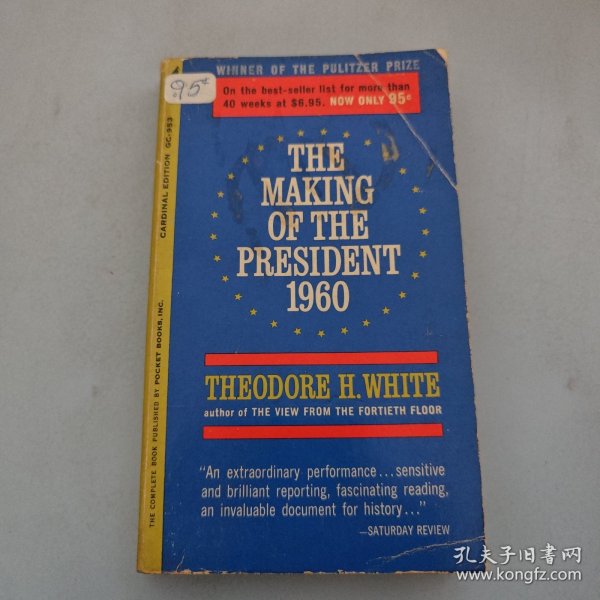 WINNER OF THE PULITZER PRIZE
.95¢
On the best-seller list for more than
40 weeks at $6.95. NOW ONLY 95¢
THE
MAKING
OF THE
PRESIDENT
1960
THEODORE H. WHITE
author of THE VIEW FROM THE FORTIETH FLOOR
"An extraordinary performance...sensitive
and brilliant reporting, fascinating reading,
an invaluable document for history..."
—SATURDAY REVIEW
THE COMPLETE BOOK PUBLISHED BY POCKET BOOKS, INC.
CARDINAL EDITION GC-953
孔夫子旧书网
www.kongfz.com